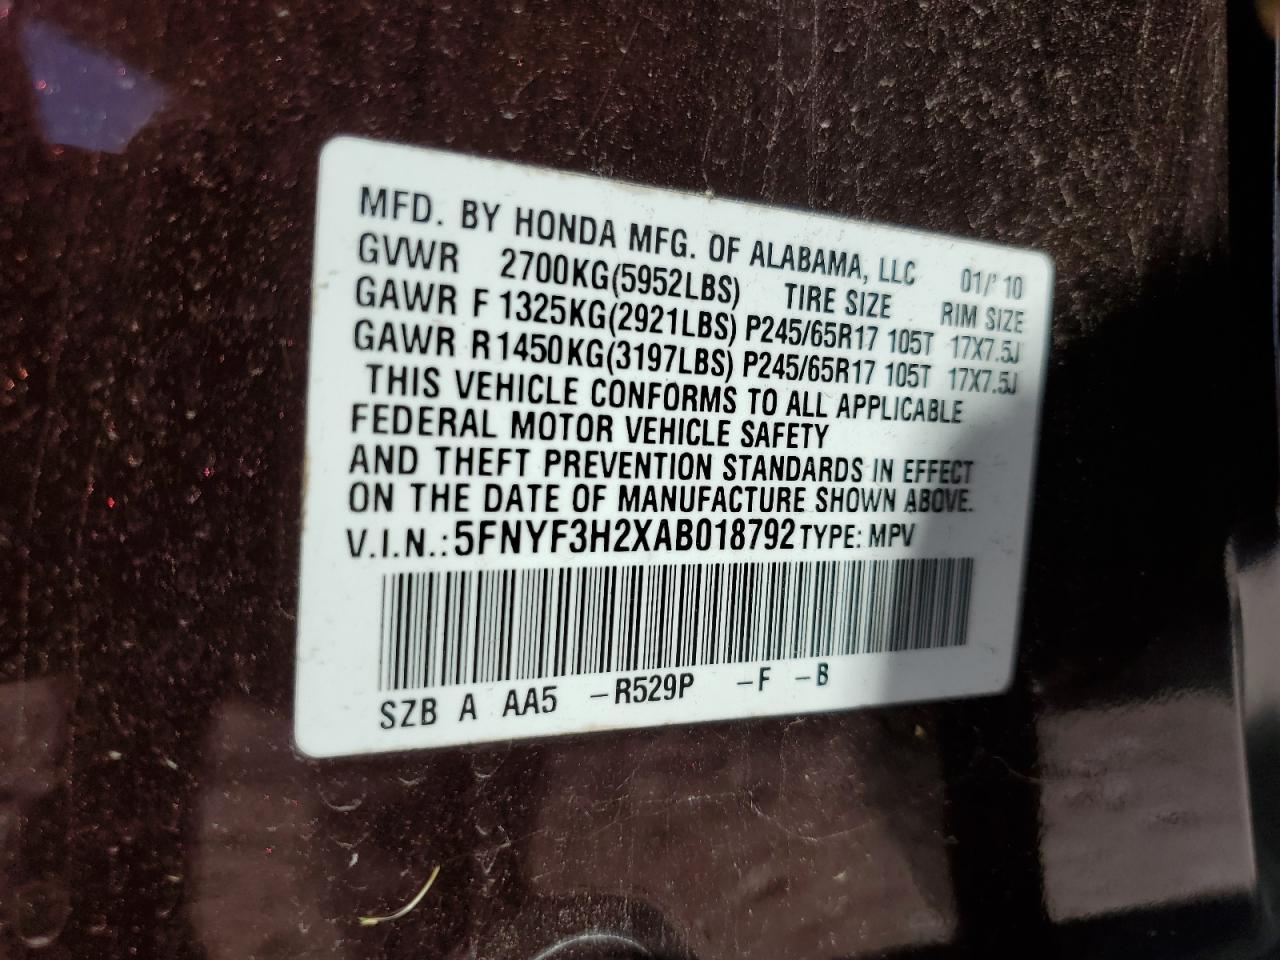 MFD. BY HONDA MFG. OF ALABAMA, LLC 01/'10
GVWR 2700KG(5952LBS) TIRE SIZE RIM SIZE
GAWR F 1325KG(2921LBS) P245/65R17 105T 17X7.5J
GAWR R 1450KG(3197LBS) P245/65R17 105T 17X7.5J
THIS VEHICLE CONFORMS TO ALL APPLICABLE
FEDERAL MOTOR VEHICLE SAFETY
AND THEFT PREVENTION STANDARDS IN EFFECT
ON THE DATE OF MANUFACTURE SHOWN ABOVE.
V.I.N.: 5FNYF3H2XAB018792 TYPE: MPV
SZB A AA5 –R529P –F –B